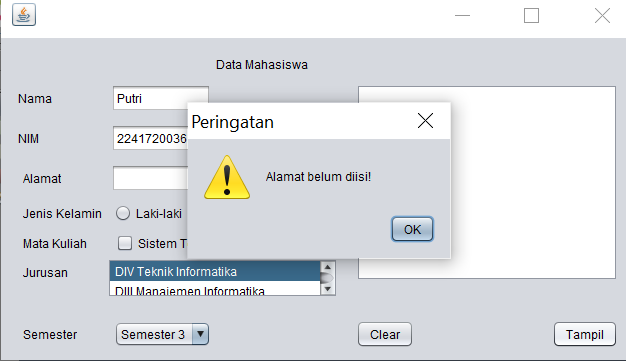 Data Mahasiswa
Nama
Putri
NIM
2241720036
Peringatan
Alamat belum diisi!
OK
Alamat
Jenis Kelamin
Laki-laki
Mata Kuliah
Sistem T
Jurusan
DIV Teknik Informatika
DIII Manajemen Informatika
Semester
Semester 3
Clear
Tampil